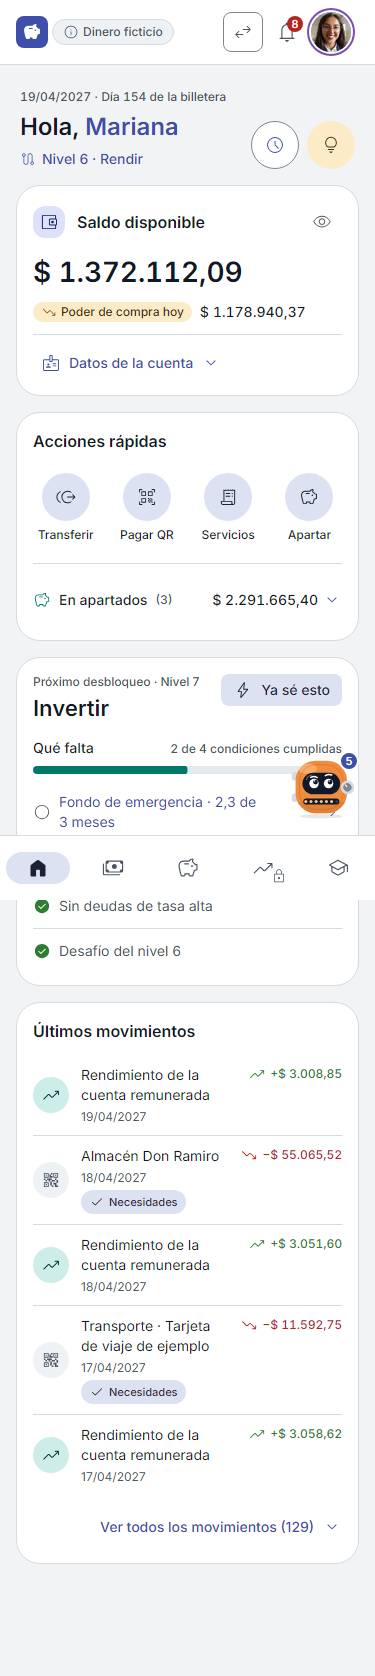 Dinero ficticio
8
19/04/2027 · Día 154 de la billetera
Hola, Mariana
Nivel 6 · Rendir
Saldo disponible
$ 1.372.112,09
Poder de compra hoy $ 1.178.940,37
Datos de la cuenta
Acciones rápidas
Transferir Pagar QR Servicios Apartar
En apartados (3) $ 2.291.665,40
Próximo desbloqueo · Nivel 7
Ya sé esto
Invertir
Qué falta 2 de 4 condiciones cumplidas
5
Fondo de emergencia · 2,3 de
3 meses
Sin deudas de tasa alta
Desafío del nivel 6
Últimos movimientos
Rendimiento de la +$ 3.008,85
cuenta remunerada
19/04/2027
Almacén Don Ramiro −$ 55.065,52
18/04/2027
Necesidades
Rendimiento de la +$ 3.051,60
cuenta remunerada
18/04/2027
Transporte · Tarjeta −$ 11.592,75
de viaje de ejemplo
17/04/2027
Necesidades
Rendimiento de la +$ 3.058,62
cuenta remunerada
17/04/2027
Ver todos los movimientos (129)